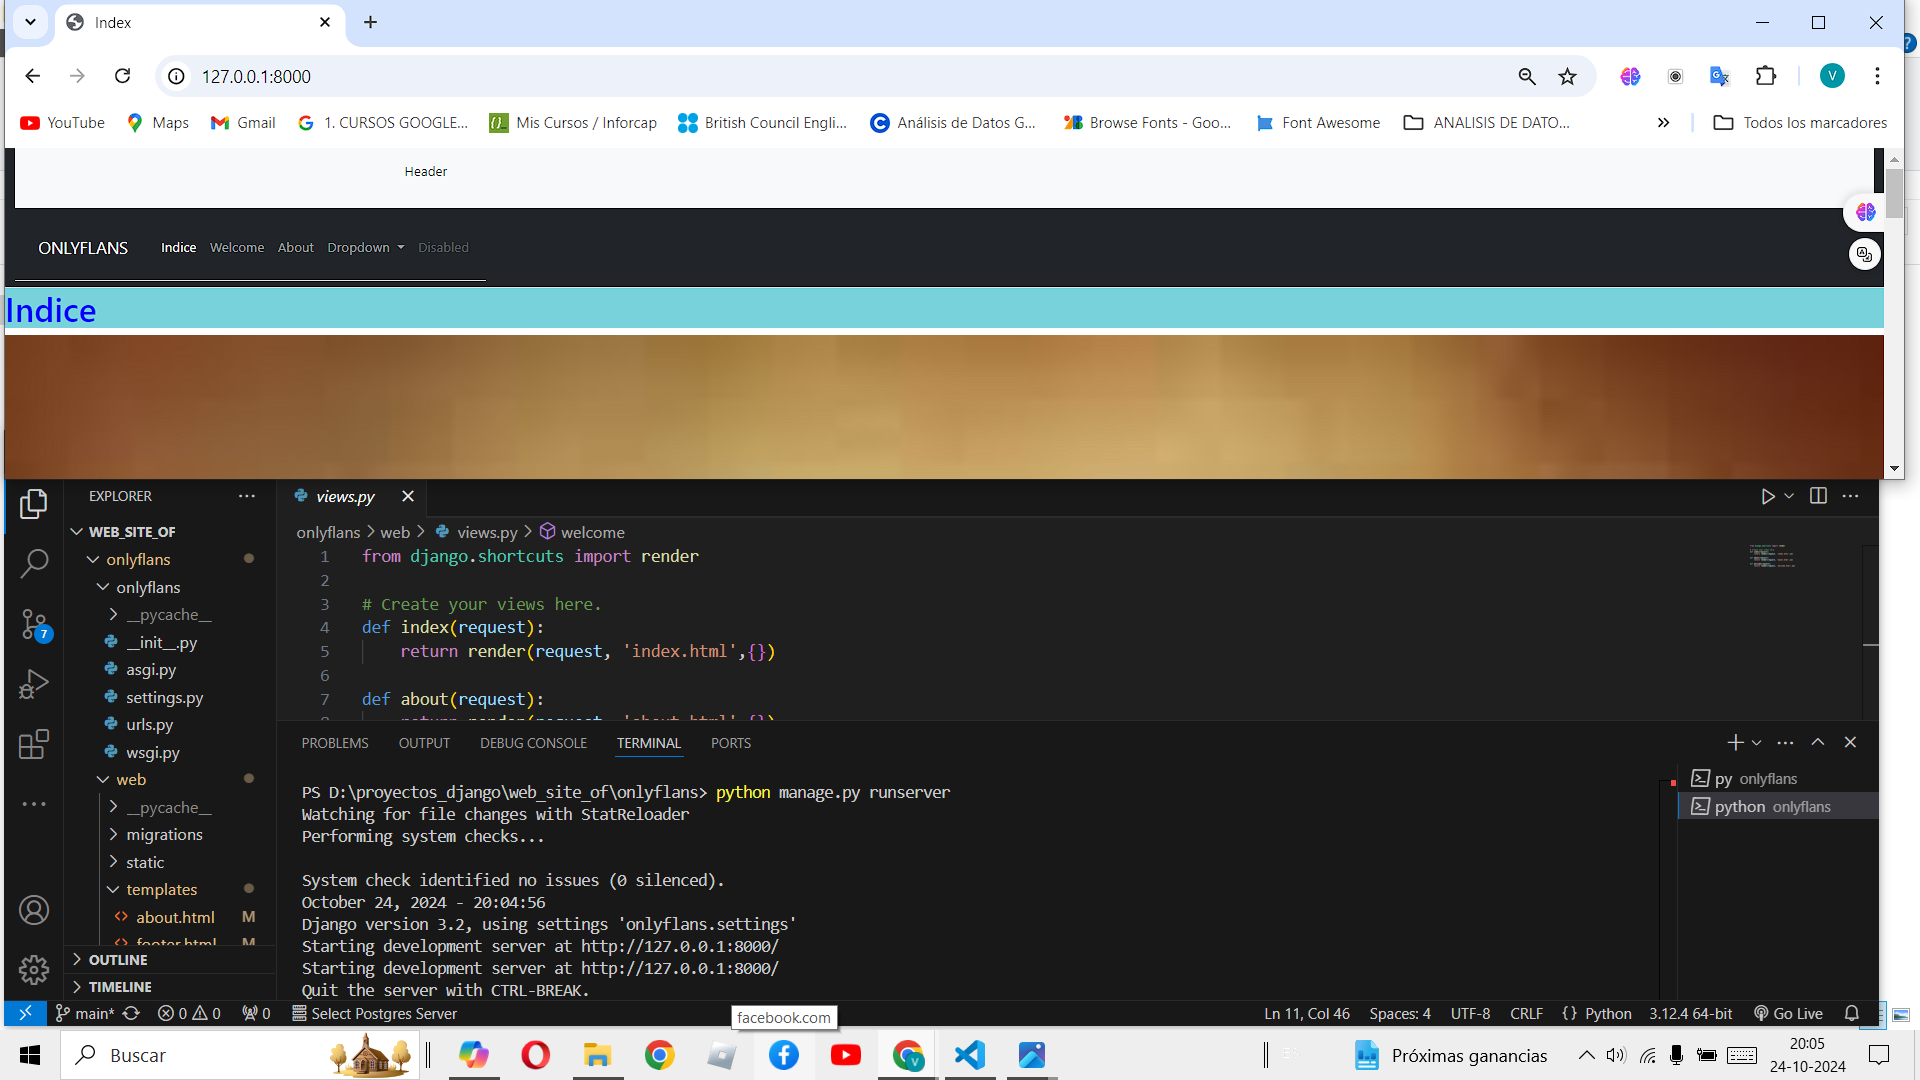 Index
127.0.0.1:8000
V
YouTube Maps Gmail 1. CURSOS GOOGLE... Mis Cursos / Inforcap British Council Engli... Análisis de Datos G... Browse Fonts - Goo... Font Awesome ANALISIS DE DATO... Todos los marcadores
Header
ONLYFLANS Indice Welcome About Dropdown Disabled
Indice
EXPLORER
WEB_SITE_OF
onlyflans
onlyflans
__pycache__
__init__.py
asgi.py
settings.py
urls.py
wsgi.py
web
__pycache__
migrations
static
templates
about.html M
footer.html M
OUTLINE
TIMELINE
7
views.py
onlyflans > web > views.py > welcome
1 from django.shortcuts import render
2
3 # Create your views here.
4 def index(request):
5 return render(request, 'index.html',{})
6
7 def about(request):
8 return render(request, 'about.html',{})
PROBLEMS OUTPUT DEBUG CONSOLE TERMINAL PORTS
PS D:\proyectos_django\web_site_of\onlyflans> python manage.py runserver
Watching for file changes with StatReloader
Performing system checks...
System check identified no issues (0 silenced).
October 24, 2024 - 20:04:56
Django version 3.2, using settings 'onlyflans.settings'
Starting development server at http://127.0.0.1:8000/
Starting development server at http://127.0.0.1:8000/
Quit the server with CTRL-BREAK.
py onlyflans
python onlyflans
main* 0 0 0 Select Postgres Server Ln 11, Col 46 Spaces: 4 UTF-8 CRLF {} Python 3.12.4 64-bit Go Live
facebook.com
Buscar
Próximas ganancias
20:05
24-10-2024